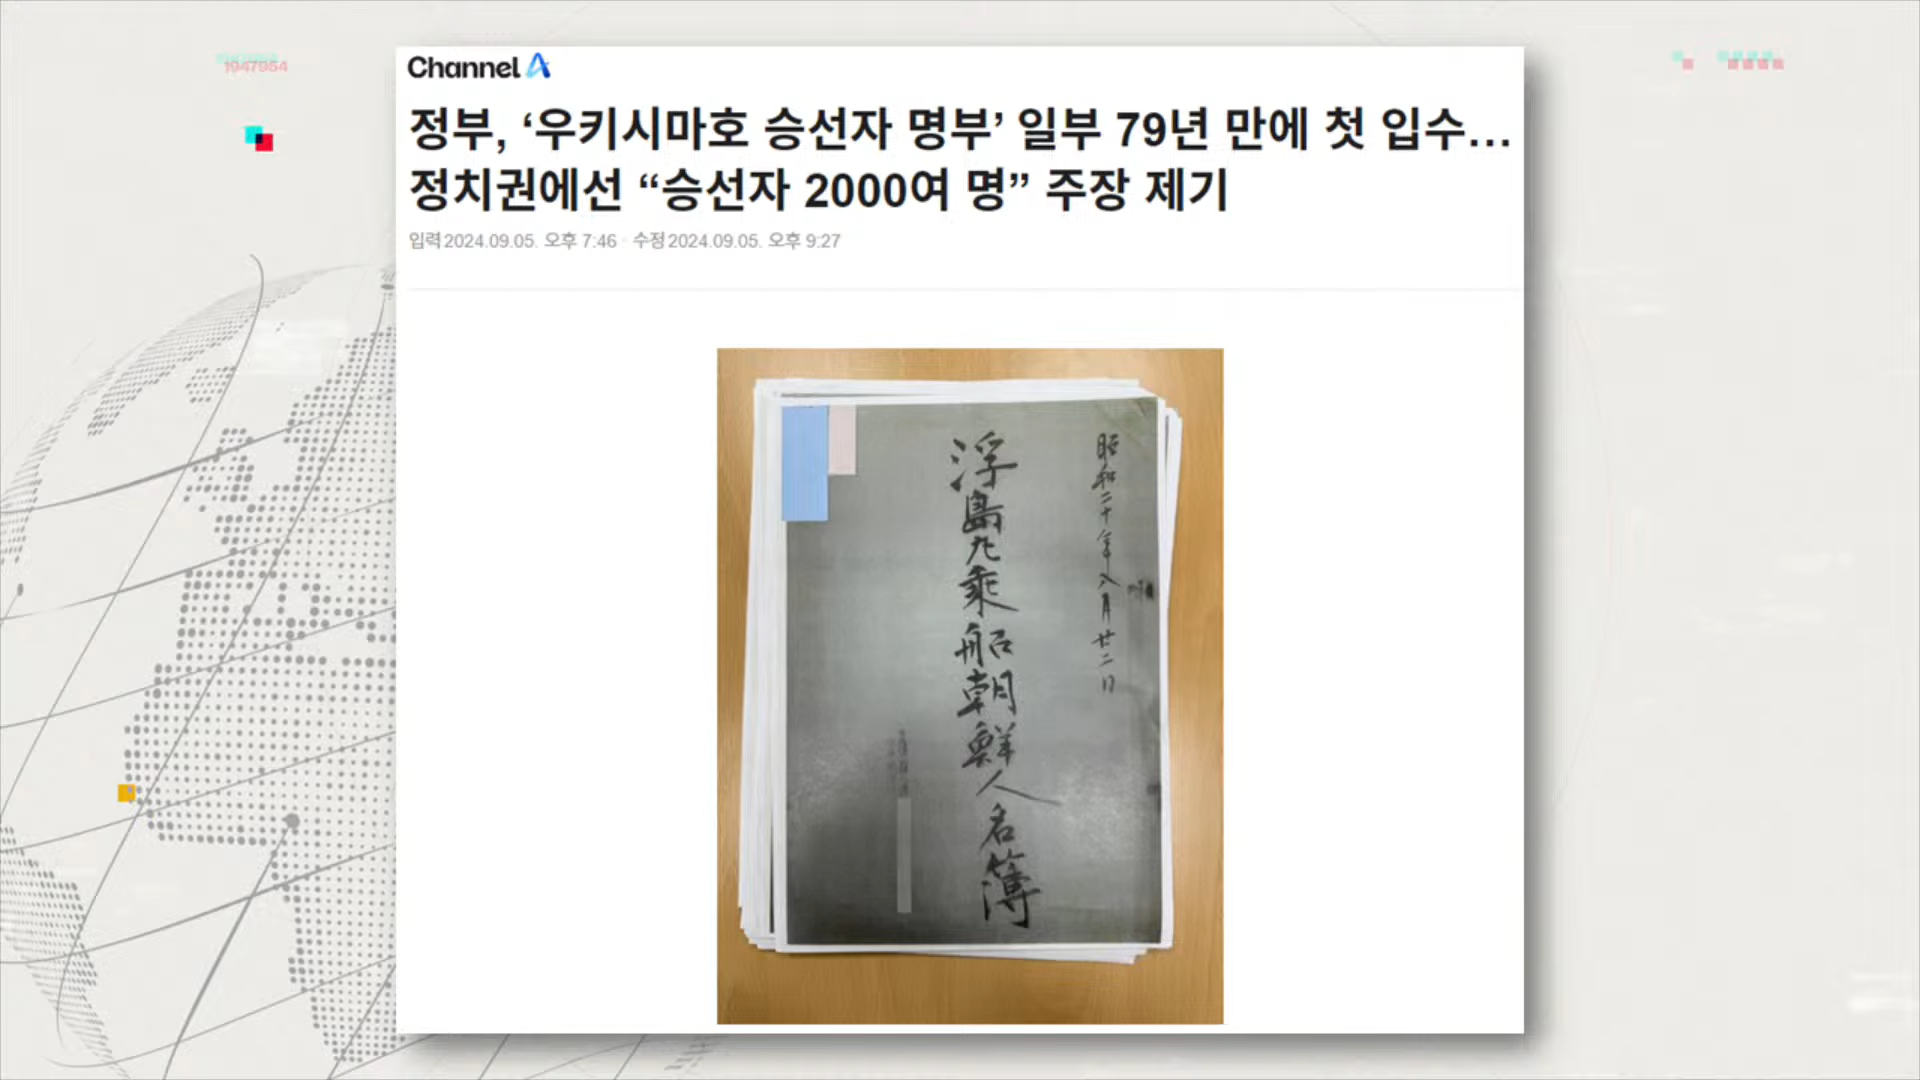 1947954
Channel A
정부, ‘우키시마호 승선자 명부’ 일부 79년 만에 첫 입수…
정치권에선 “승선자 2000여 명” 주장 제기
입력 2024.09.05. 오후 7:46 · 수정 2024.09.05. 오후 9:27
昭和二十年八月廿二日
浮島丸乘船朝鮮人名簿